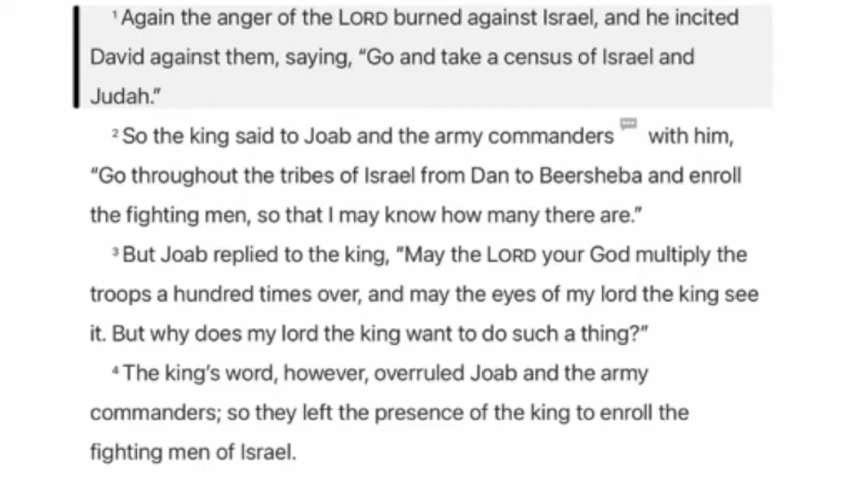 ¹Again the anger of the LORD burned against Israel, and he incited
David against them, saying, “Go and take a census of Israel and
Judah.”
²So the king said to Joab and the army commanders with him,
“Go throughout the tribes of Israel from Dan to Beersheba and enroll
the fighting men, so that I may know how many there are.”
³But Joab replied to the king, “May the LORD your God multiply the
troops a hundred times over, and may the eyes of my lord the king see
it. But why does my lord the king want to do such a thing?”
⁴The king’s word, however, overruled Joab and the army
commanders; so they left the presence of the king to enroll the
fighting men of Israel.